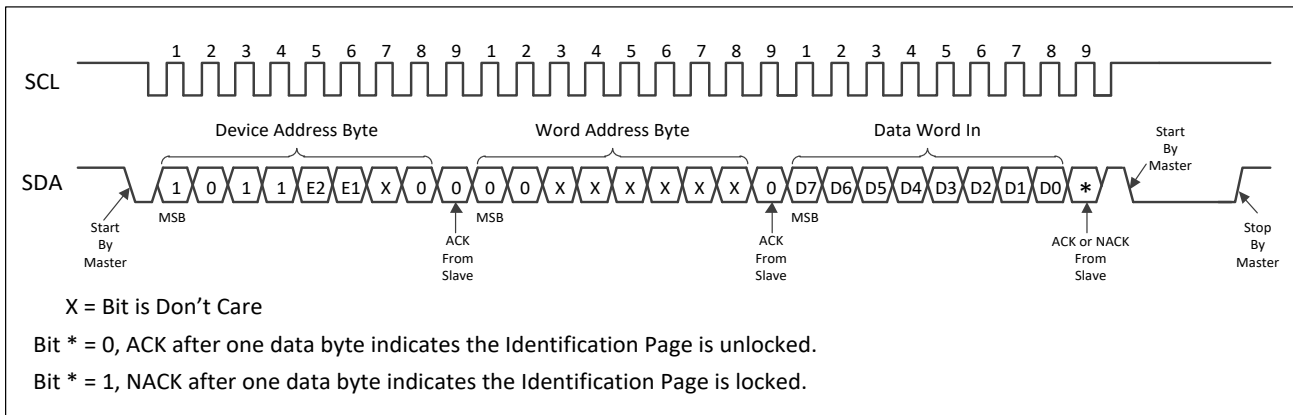 1 2 3 4 5 6 7 8 9 1 2 3 4 5 6 7 8 9 1 2 3 4 5 6 7 8 9
SCL
Device Address Byte Word Address Byte Data Word In
Start
By
Master
SDA 1 0 1 1 E2 E1 X 0 0 0 0 X X X X X X 0 D7 D6 D5 D4 D3 D2 D1 D0 *
MSB MSB MSB
Start
By
Master
ACK
From
Slave
ACK
From
Slave
ACK or NACK
From
Slave
Stop
By
Master
X = Bit is Don’t Care
Bit * = 0, ACK after one data byte indicates the Identification Page is unlocked.
Bit * = 1, NACK after one data byte indicates the Identification Page is locked.